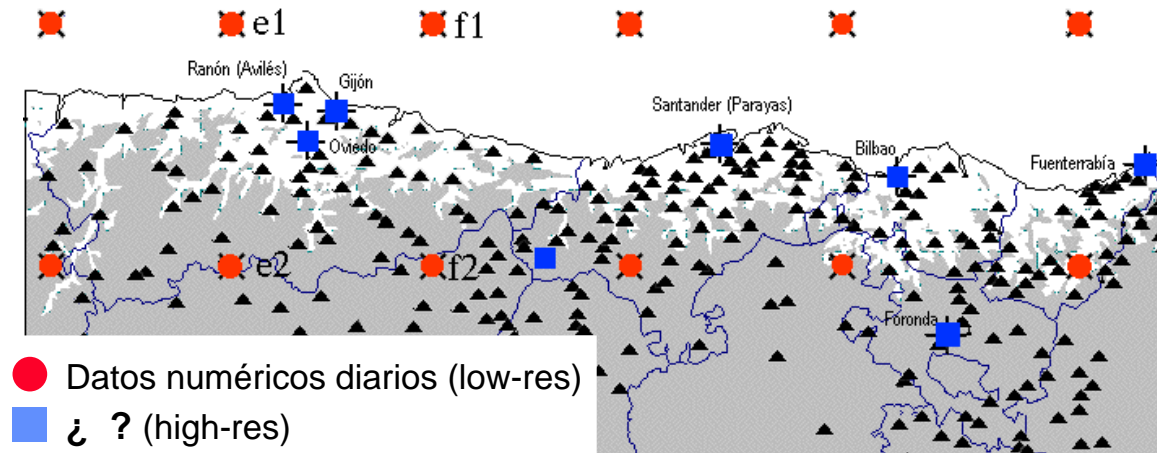 e1
f1
Ranón (Avilés)
Gijón
Santander (Parayas)
Oviedo
Bilbao
Fuenterrabía
e2
f2
Foronda
Datos numéricos diarios (low-res)
¿ ? (high-res)